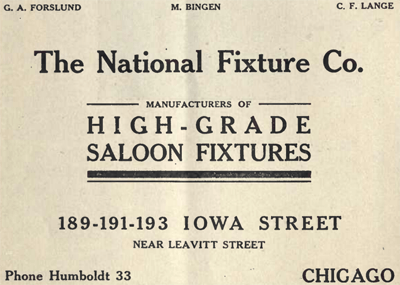 G. A. FORSLUND M. BINGEN C. F. LANGE
The National Fixture Co.
MANUFACTURERS OF
HIGH-GRADE
SALOON FIXTURES
189-191-193 IOWA STREET
NEAR LEAVITT STREET
Phone Humboldt 33 CHICAGO